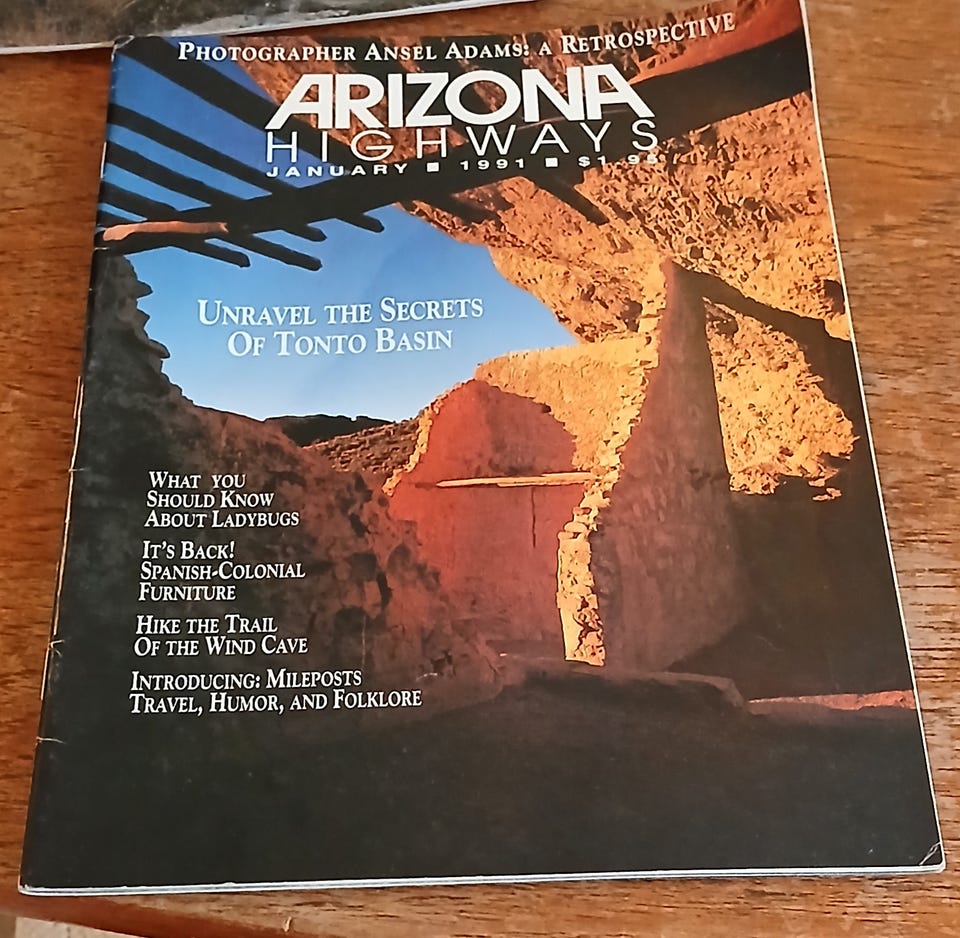 PHOTOGRAPHER ANSEL ADAMS: A RETROSPECTIVE
ARIZONA
HIGHWAYS
JANUARY ■ 1991 ■ $1.95
UNRAVEL THE SECRETS
OF TONTO BASIN
WHAT YOU
SHOULD KNOW
ABOUT LADYBUGS
IT'S BACK!
SPANISH-COLONIAL
FURNITURE
HIKE THE TRAIL
OF THE WIND CAVE
INTRODUCING: MILEPOSTS
TRAVEL, HUMOR, AND FOLKLORE